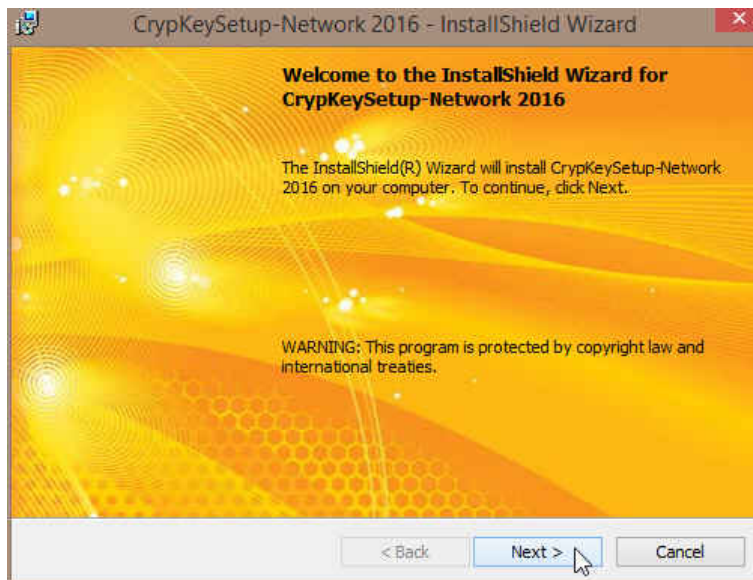 CrypKeySetup-Network 2016 - InstallShield Wizard
Welcome to the InstallShield Wizard for
CrypKeySetup-Network 2016
The InstallShield(R) Wizard will install CrypKeySetup-Network
2016 on your computer. To continue, click Next.
WARNING: This program is protected by copyright law and
international treaties.
< Back Next > Cancel